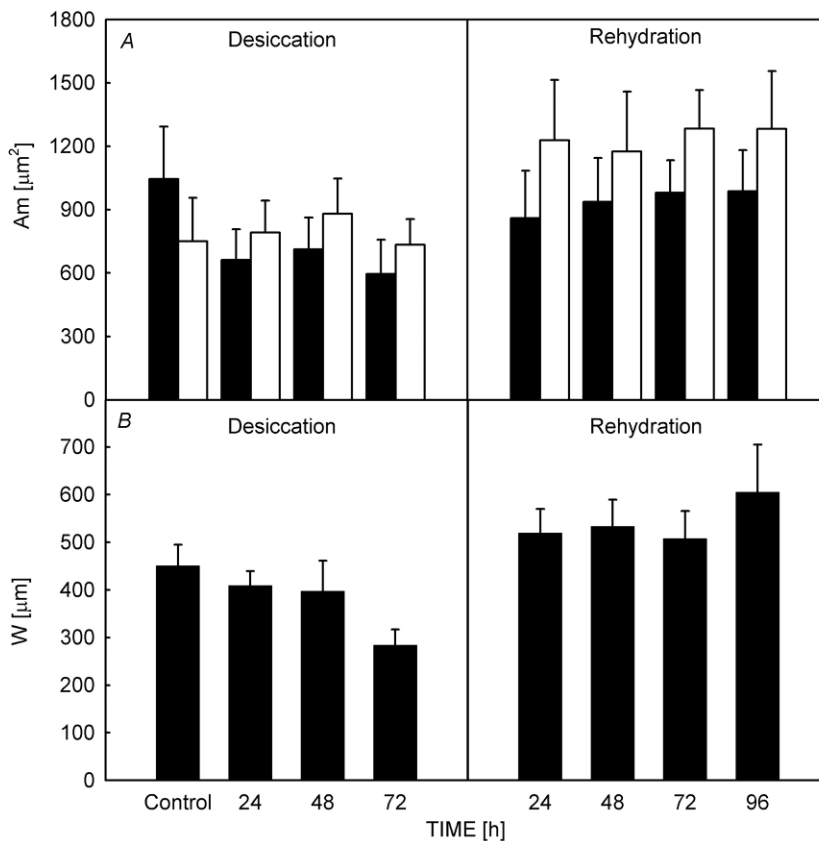 A
Desiccation
Rehydration
1800
1500
1200
900
600
300
0
Am [μm²]
B
Desiccation
Rehydration
700
600
500
400
300
200
100
0
W [μm]
Control 24 48 72 24 48 72 96
TIME [h]